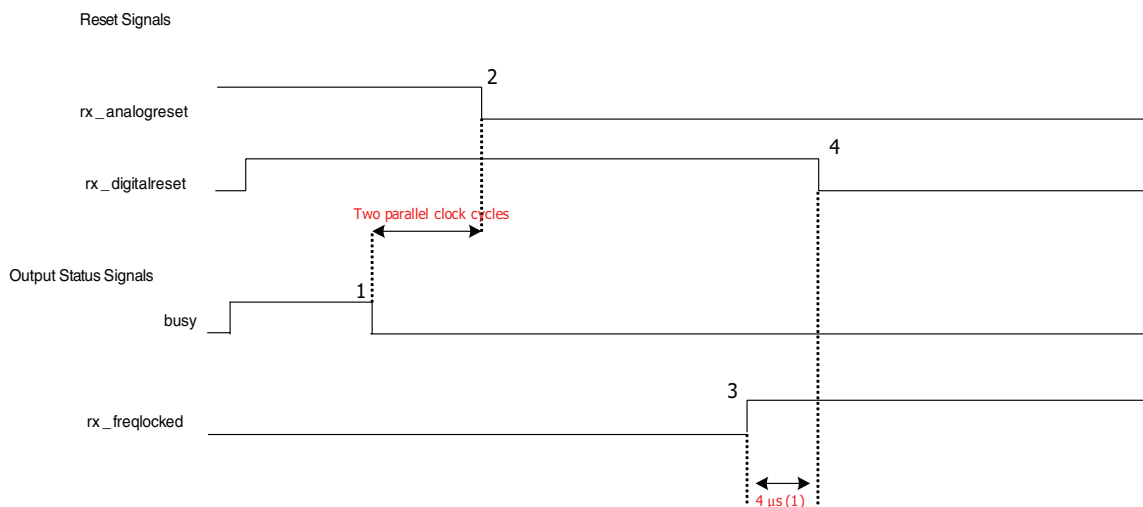 Reset Signals
2
rx_analogreset
4
rx_digitalreset
Two parallel clock cycles
Output Status Signals
1
busy
3
rx_freqlocked
4 μs (1)